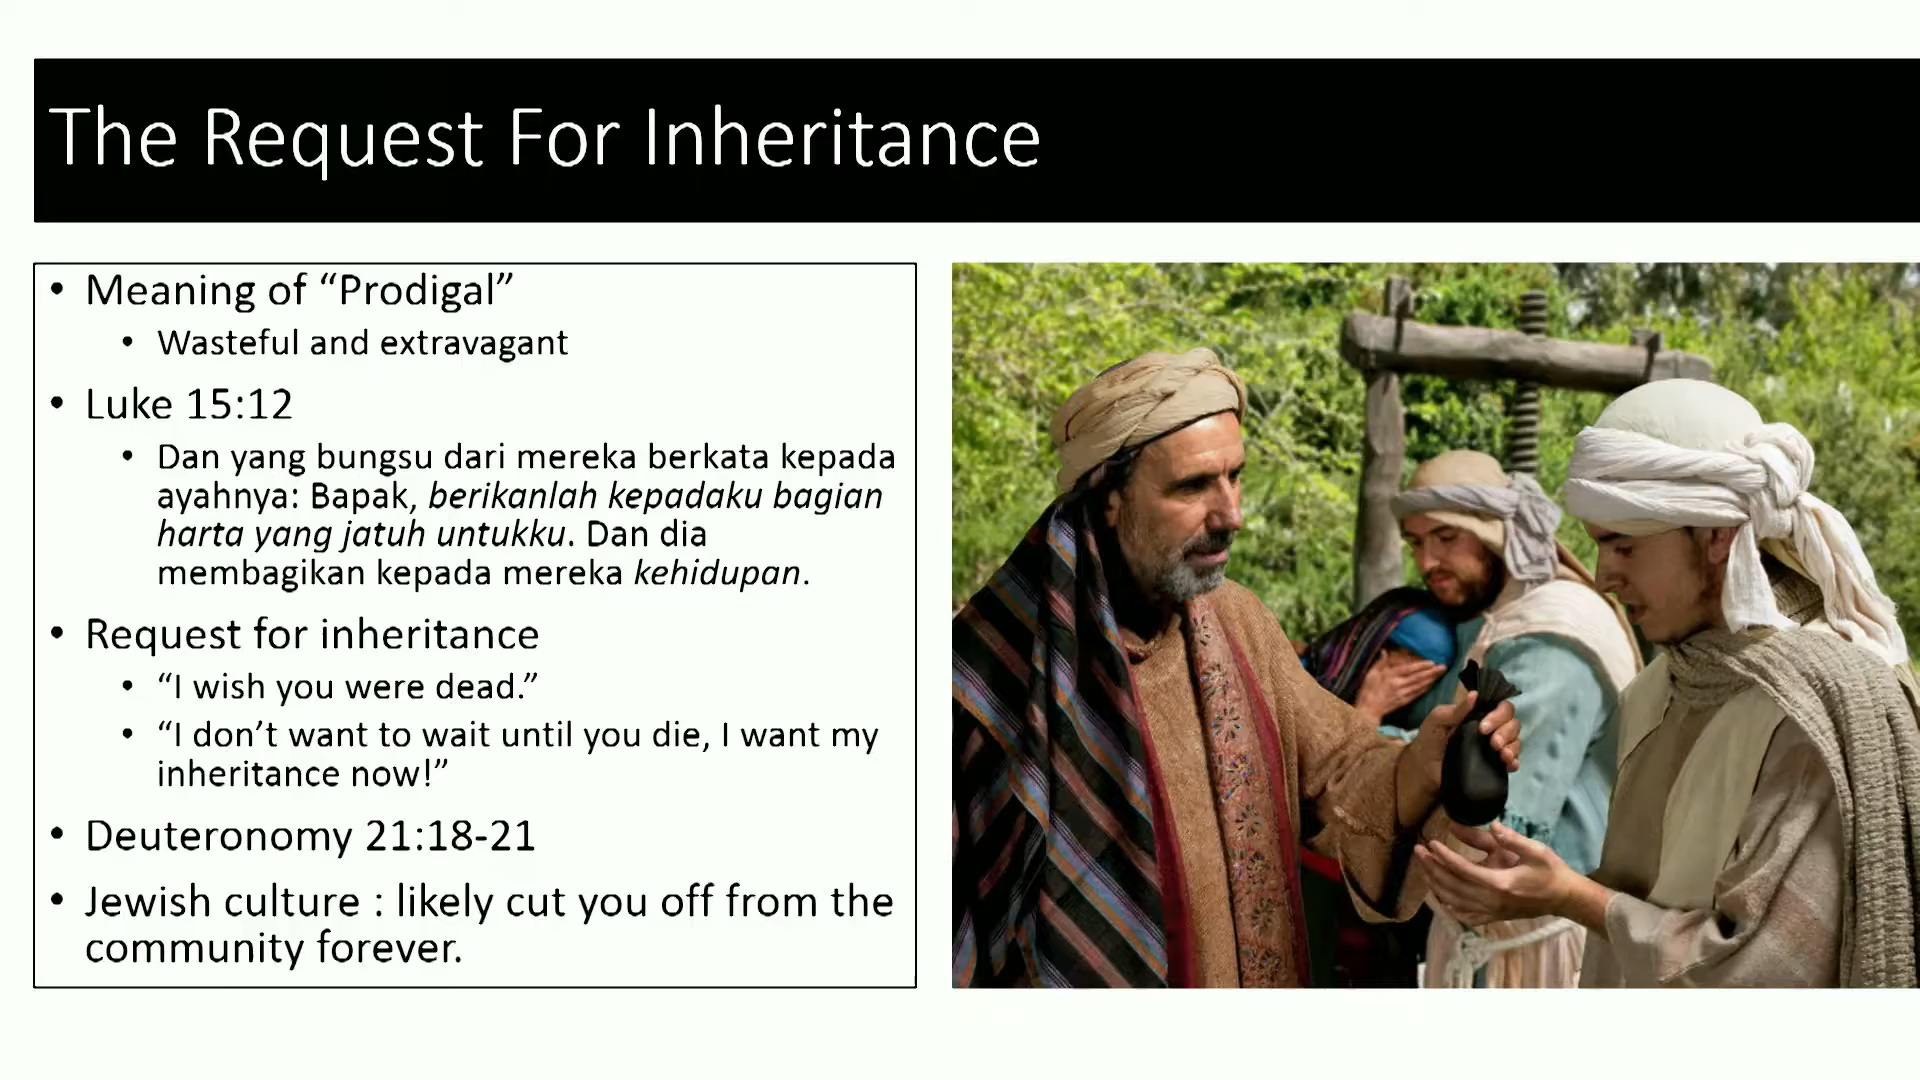 The Request For Inheritance
• Meaning of “Prodigal”
• Wasteful and extravagant
• Luke 15:12
• Dan yang bungsu dari mereka berkata kepada
ayahnya: Bapak, berikanlah kepadaku bagian
harta yang jatuh untukku. Dan dia
membagikan kepada mereka kehidupan.
• Request for inheritance
• “I wish you were dead.”
• “I don’t want to wait until you die, I want my
inheritance now!”
• Deuteronomy 21:18-21
• Jewish culture : likely cut you off from the
community forever.